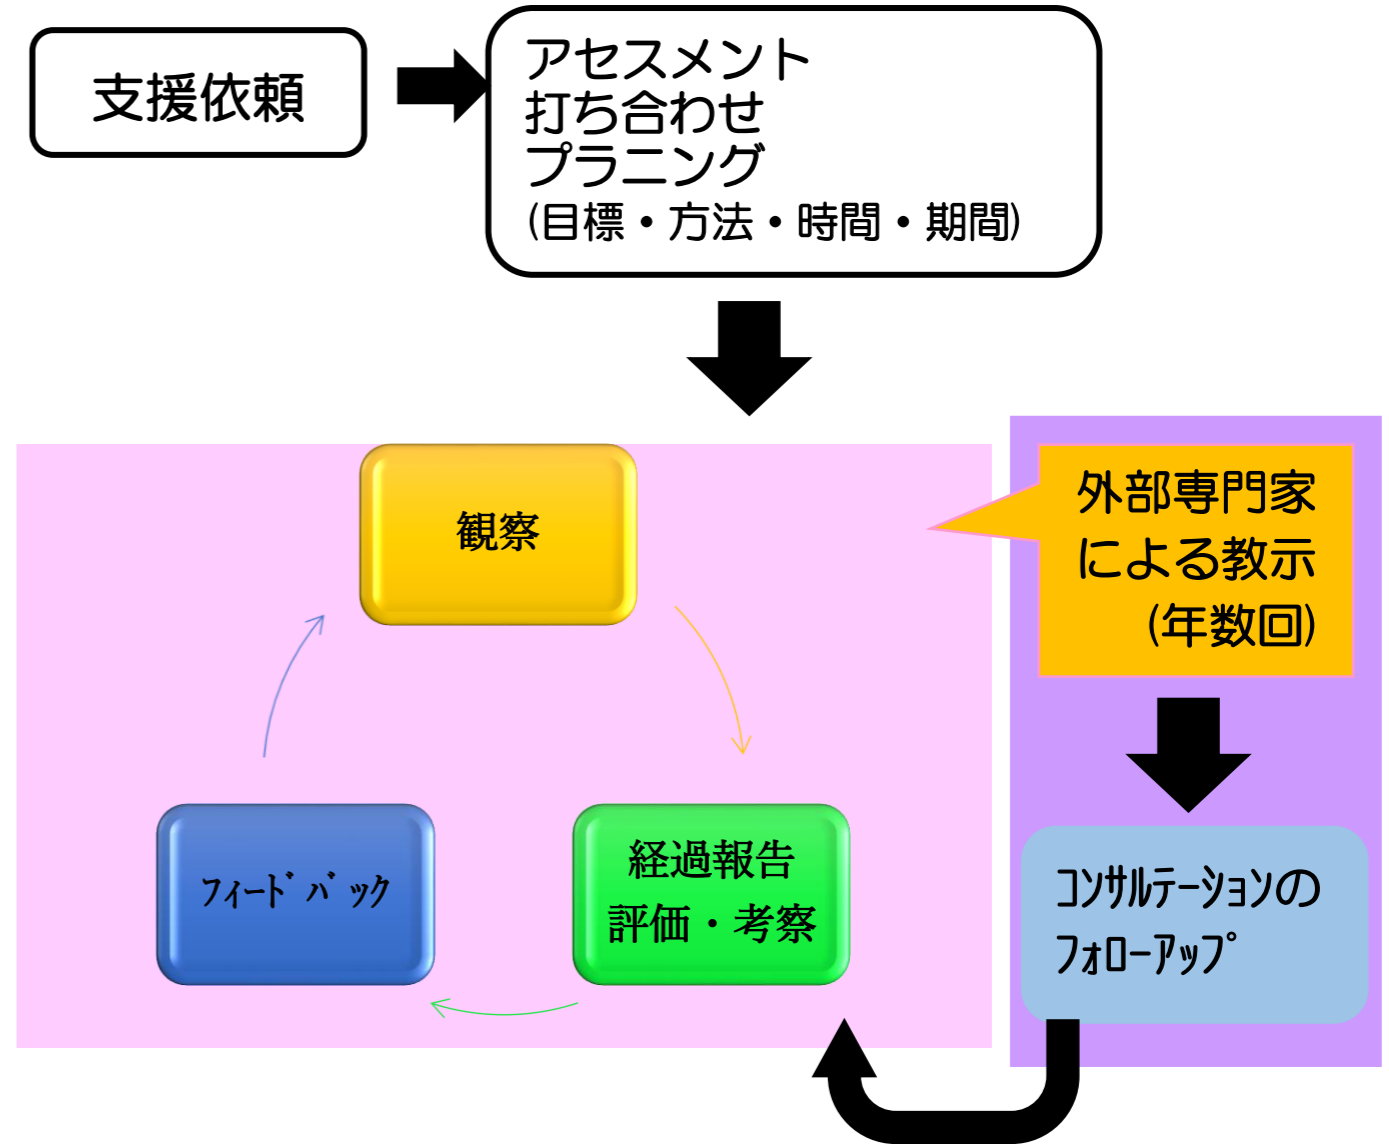 支援依頼
アセスメント
打ち合わせ
プラニング
(目標・方法・時間・期間)
観察
経過報告
評価・考察
ﾌｨｰﾄﾞﾊﾞｯｸ
外部専門家
による教示
(年数回)
ｺﾝｻﾙﾃｰｼｮﾝの
ﾌｫﾛｰｱｯﾌﾟ